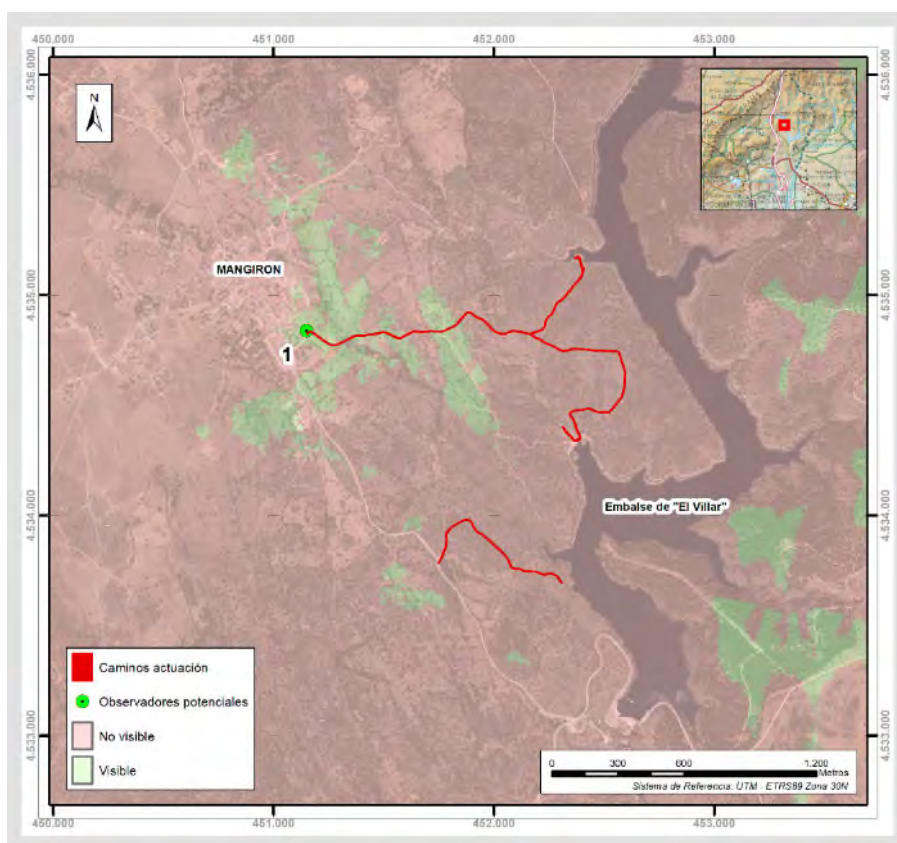 450.000 451.000 452.000 453.000
4.536.000 4.536.000
N
MANGIRON
4.535.000 4.535.000
1
Embalse de "El Villar"
4.534.000 4.534.000
Caminos actuación
Observadores potenciales
No visible
Visible
4.533.000 4.533.000
0 300 600 1.200
Metros
Sistema de Referencia: UTM - ETRS89 Zona 30N
450.000 451.000 452.000 453.000